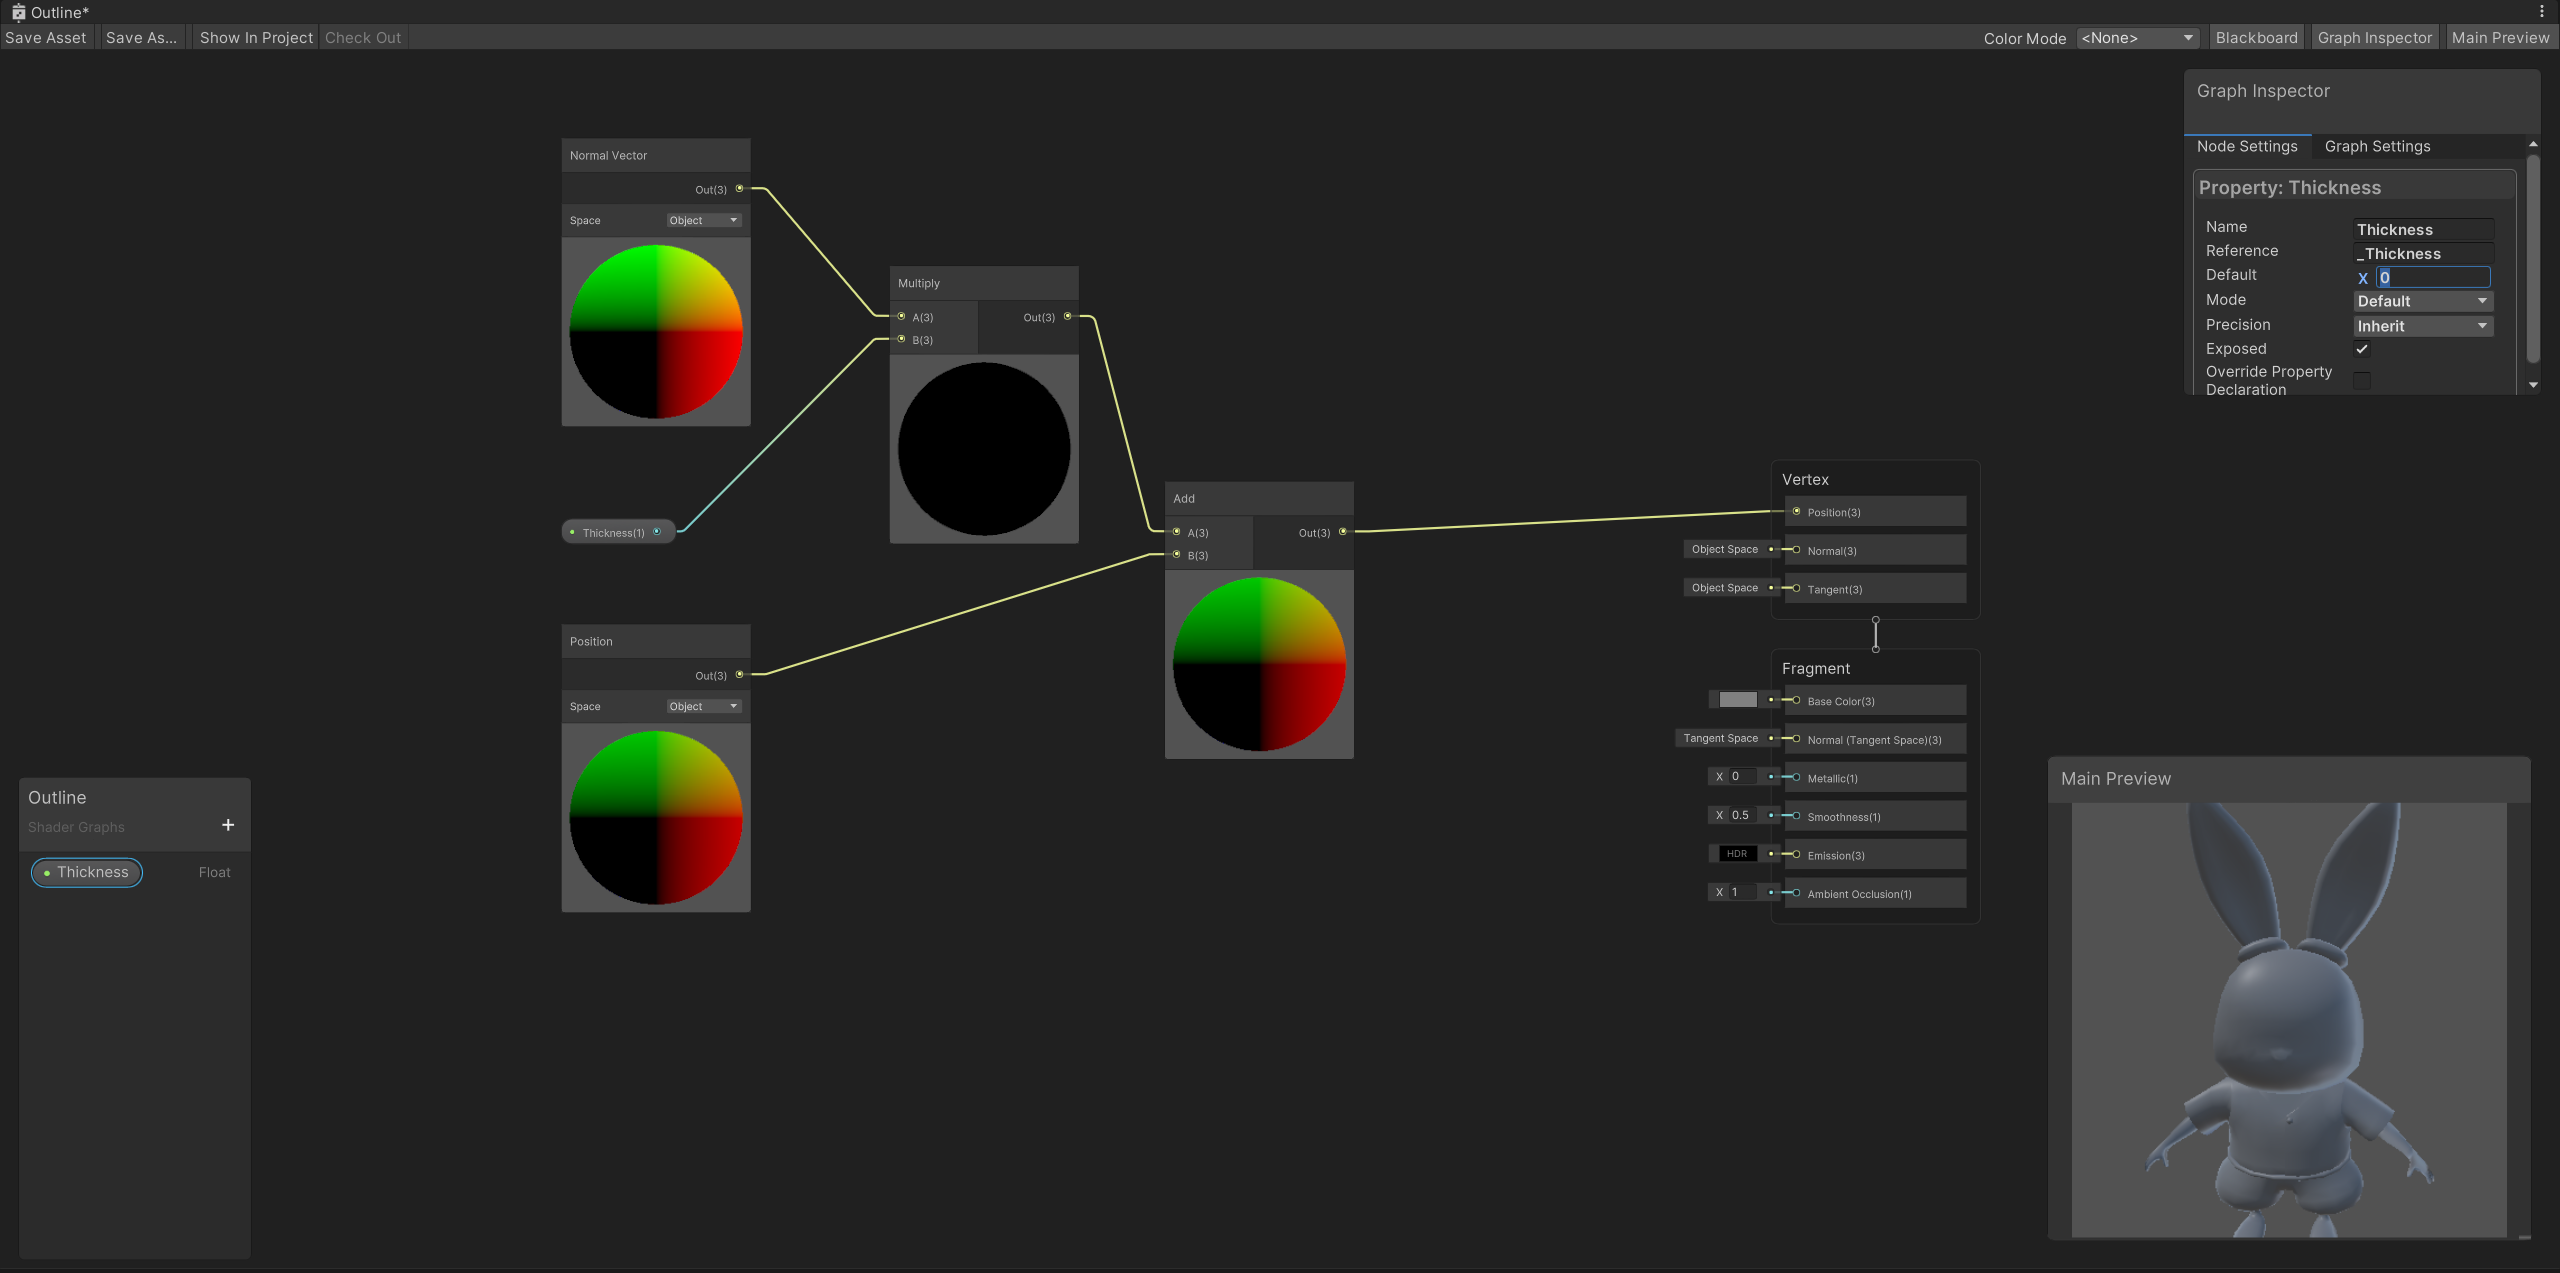 Outline*
Save Asset
Save As...
Show In Project
Check Out
Color Mode
<None>
Blackboard
Graph Inspector
Main Preview
Graph Inspector
Node Settings
Graph Settings
Property: Thickness
Name
Thickness
Reference
_Thickness
Default
X 0
Mode
Default
Precision
Inherit
Exposed
Override Property
Declaration
Normal Vector
Out(3)
Space
Object
Multiply
A(3)
Out(3)
B(3)
Thickness(1)
Add
A(3)
Out(3)
B(3)
Position
Out(3)
Space
Object
Vertex
Position(3)
Object Space
Normal(3)
Object Space
Tangent(3)
Fragment
Base Color(3)
Tangent Space
Normal (Tangent Space)(3)
X 0
Metallic(1)
X 0.5
Smoothness(1)
HDR
Emission(3)
X 1
Ambient Occlusion(1)
Outline
Shader Graphs
+
Thickness
Float
Main Preview